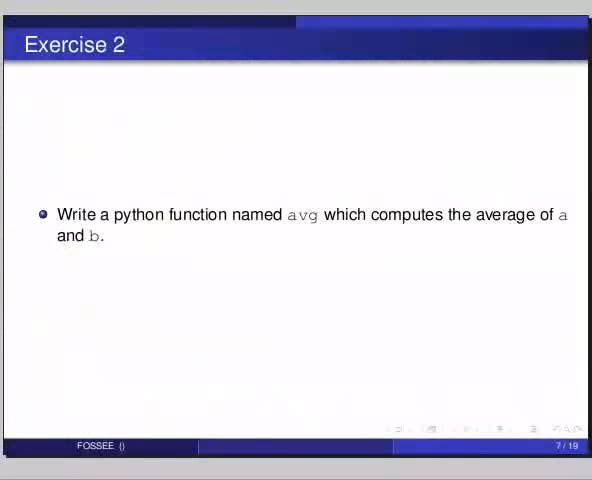 Exercise 2
Write a python function named avg which computes the average of a
and b.
FOSSEE ()
7 / 19